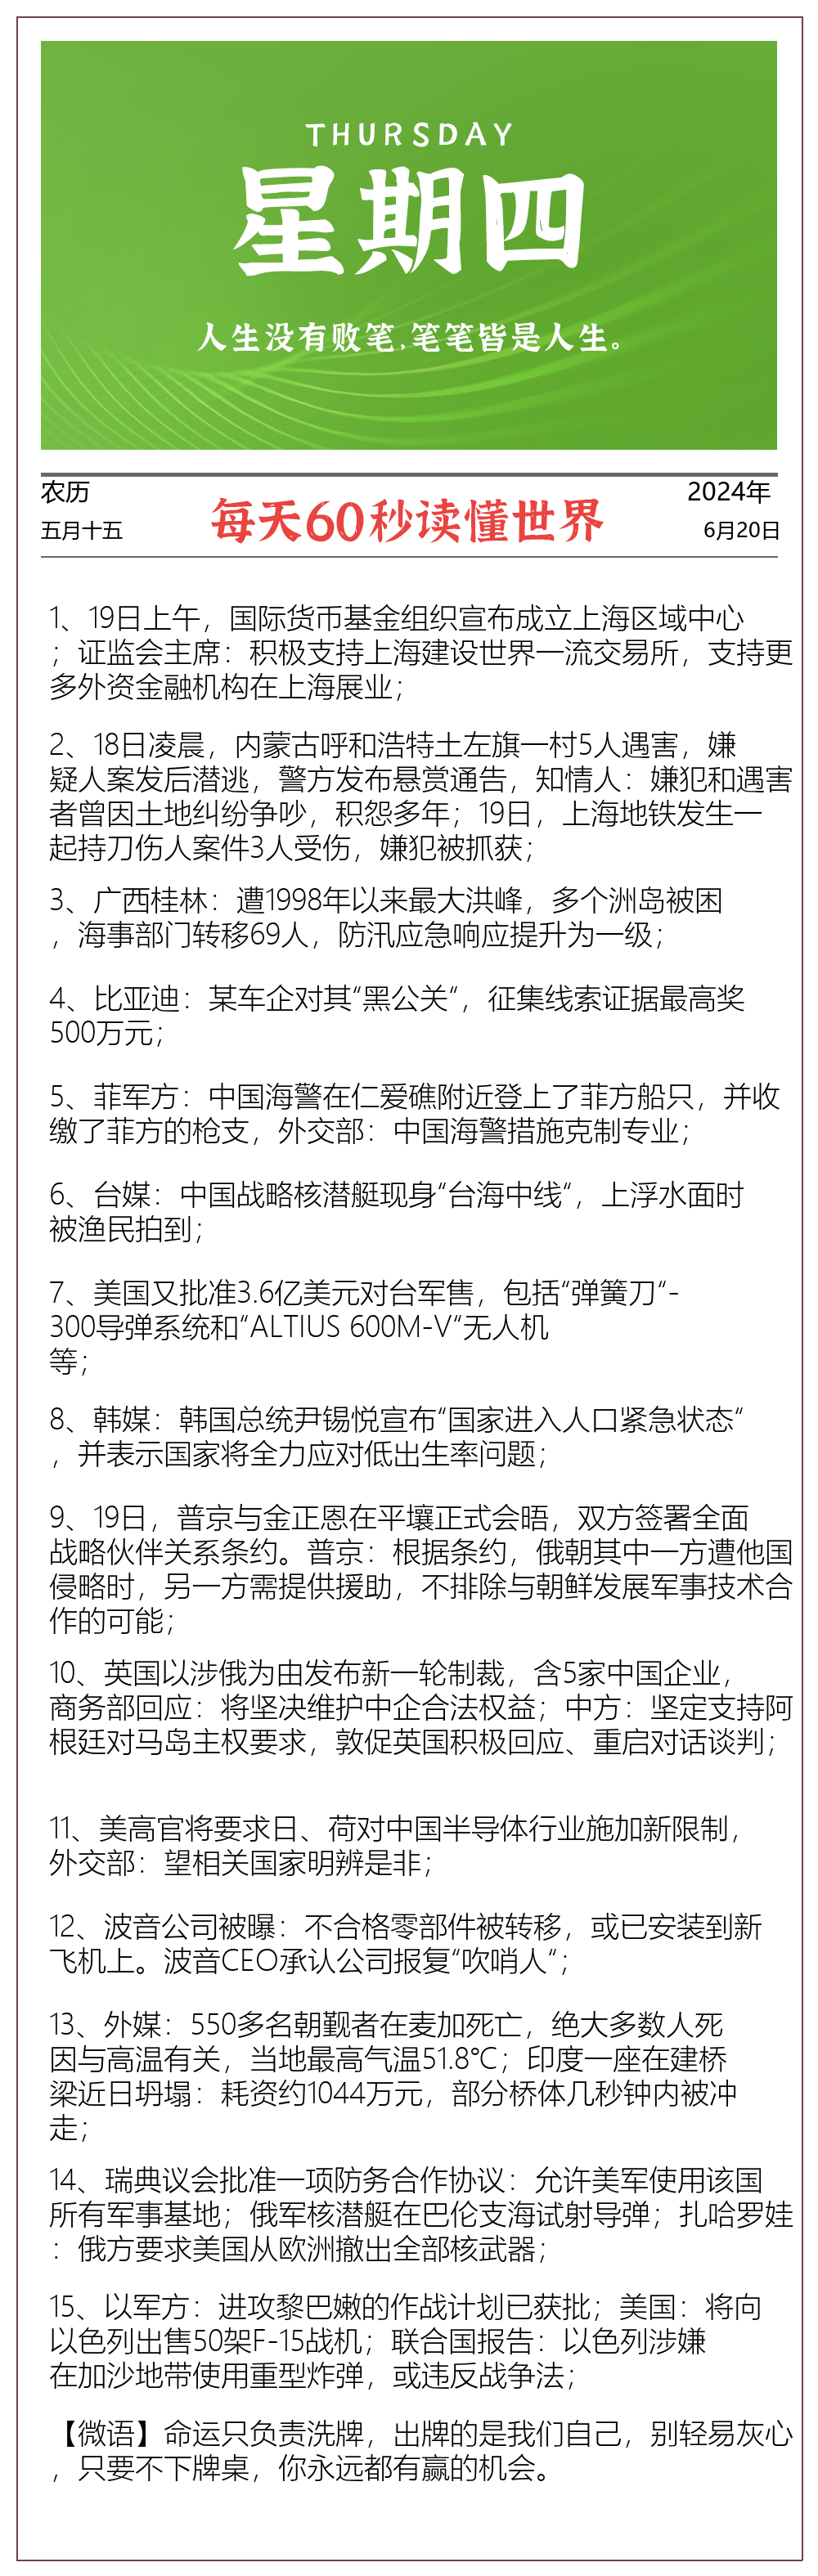 THURSDAY
星期四
人生没有败笔,笔笔皆是人生。
农历
2024年
每天60秒读懂世界
五月十五
6月20日
1、19日上午，国际货币基金组织宣布成立上海区域中心
；证监会主席：积极支持上海建设世界一流交易所，支持更
多外资金融机构在上海展业；
2、18日凌晨，内蒙古呼和浩特土左旗一村5人遇害，嫌
疑人案发后潜逃，警方发布悬赏通告，知情人：嫌犯和遇害
者曾因土地纠纷争吵，积怨多年；19日，上海地铁发生一
起持刀伤人案件3人受伤，嫌犯被抓获；
3、广西桂林：遭1998年以来最大洪峰，多个洲岛被困
，海事部门转移69人，防汛应急响应提升为一级；
4、比亚迪：某车企对其“黑公关“，征集线索证据最高奖
500万元；
5、菲军方：中国海警在仁爱礁附近登上了菲方船只，并收
缴了菲方的枪支，外交部：中国海警措施克制专业；
6、台媒：中国战略核潜艇现身“台海中线“，上浮水面时
被渔民拍到；
7、美国又批准3.6亿美元对台军售，包括“弹簧刀“-
300导弹系统和“ALTIUS 600M-V“无人机
等；
8、韩媒：韩国总统尹锡悦宣布“国家进入人口紧急状态“
，并表示国家将全力应对低出生率问题；
9、19日，普京与金正恩在平壤正式会晤，双方签署全面
战略伙伴关系条约。普京：根据条约，俄朝其中一方遭他国
侵略时，另一方需提供援助，不排除与朝鲜发展军事技术合
作的可能；
10、英国以涉俄为由发布新一轮制裁，含5家中国企业，
商务部回应：将坚决维护中企合法权益；中方：坚定支持阿
根廷对马岛主权要求，敦促英国积极回应、重启对话谈判；
11、美高官将要求日、荷对中国半导体行业施加新限制，
外交部：望相关国家明辨是非；
12、波音公司被曝：不合格零部件被转移，或已安装到新
飞机上。波音CEO承认公司报复“吹哨人“；
13、外媒：550多名朝觐者在麦加死亡，绝大多数人死
因与高温有关，当地最高气温51.8℃；印度一座在建桥
梁近日坍塌：耗资约1044万元，部分桥体几秒钟内被冲
走；
14、瑞典议会批准一项防务合作协议：允许美军使用该国
所有军事基地；俄军核潜艇在巴伦支海试射导弹；扎哈罗娃
：俄方要求美国从欧洲撤出全部核武器；
15、以军方：进攻黎巴嫩的作战计划已获批；美国：将向
以色列出售50架F-15战机；联合国报告：以色列涉嫌
在加沙地带使用重型炸弹，或违反战争法；
【微语】命运只负责洗牌，出牌的是我们自己，别轻易灰心
，只要不下牌桌，你永远都有赢的机会。